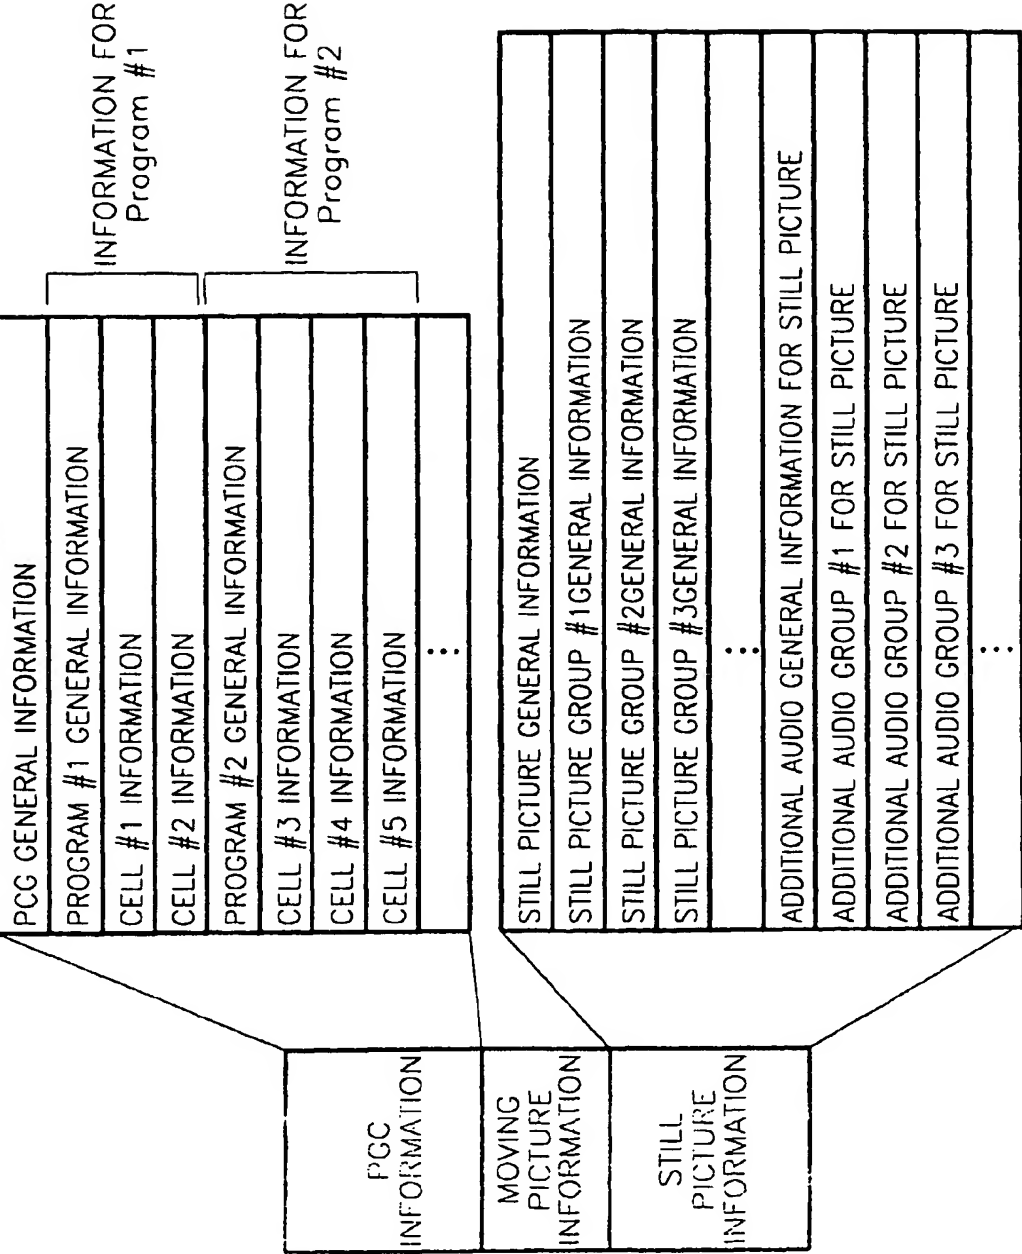 PGC
INFORMATION
MOVING
PICTURE
INFORMATION
STILL
PICTURE
INFORMATION
PCG GENERAL INFORMATION
PROGRAM #1 GENERAL INFORMATION
CELL #1 INFORMATION
CELL #2 INFORMATION
PROGRAM #2 GENERAL INFORMATION
CELL #3 INFORMATION
CELL #4 INFORMATION
CELL #5 INFORMATION
...
INFORMATION FOR
Program #1
INFORMATION FOR
Program #2
STILL PICTURE GENERAL INFORMATION
STILL PICTURE GROUP #1GENERAL INFORMATION
STILL PICTURE GROUP #2GENERAL INFORMATION
STILL PICTURE GROUP #3GENERAL INFORMATION
...
ADDITIONAL AUDIO GENERAL INFORMATION FOR STILL PICTURE
ADDITIONAL AUDIO GROUP #1 FOR STILL PICTURE
ADDITIONAL AUDIO GROUP #2 FOR STILL PICTURE
ADDITIONAL AUDIO GROUP #3 FOR STILL PICTURE
...